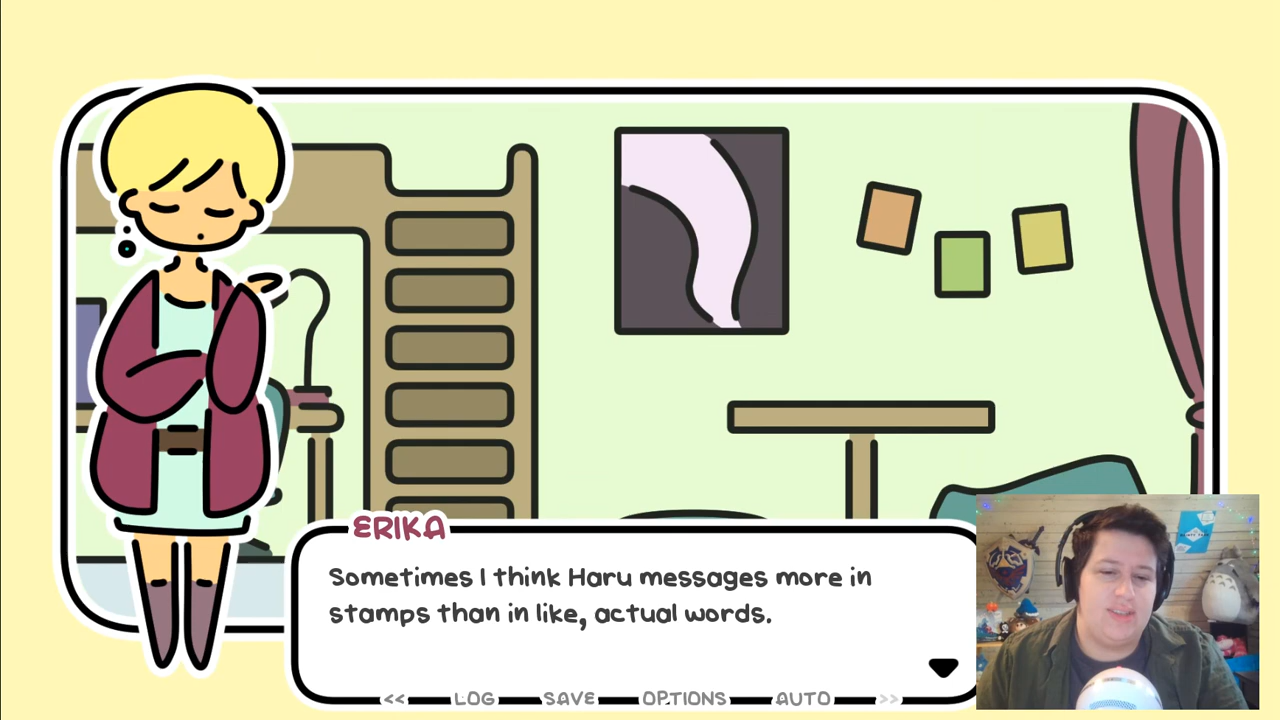 ERIKA
Sometimes I think Haru messages more in
stamps than in like, actual words.
<< LOG SAVE OPTIONS AUTO >>